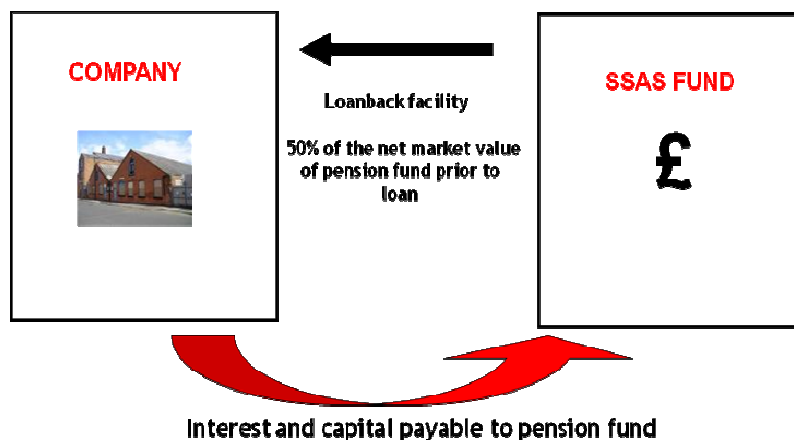 COMPANY
SSAS FUND
Loanback facility
50% of the net market value
of pension fund prior to
loan
£
Interest and capital payable to pension fund